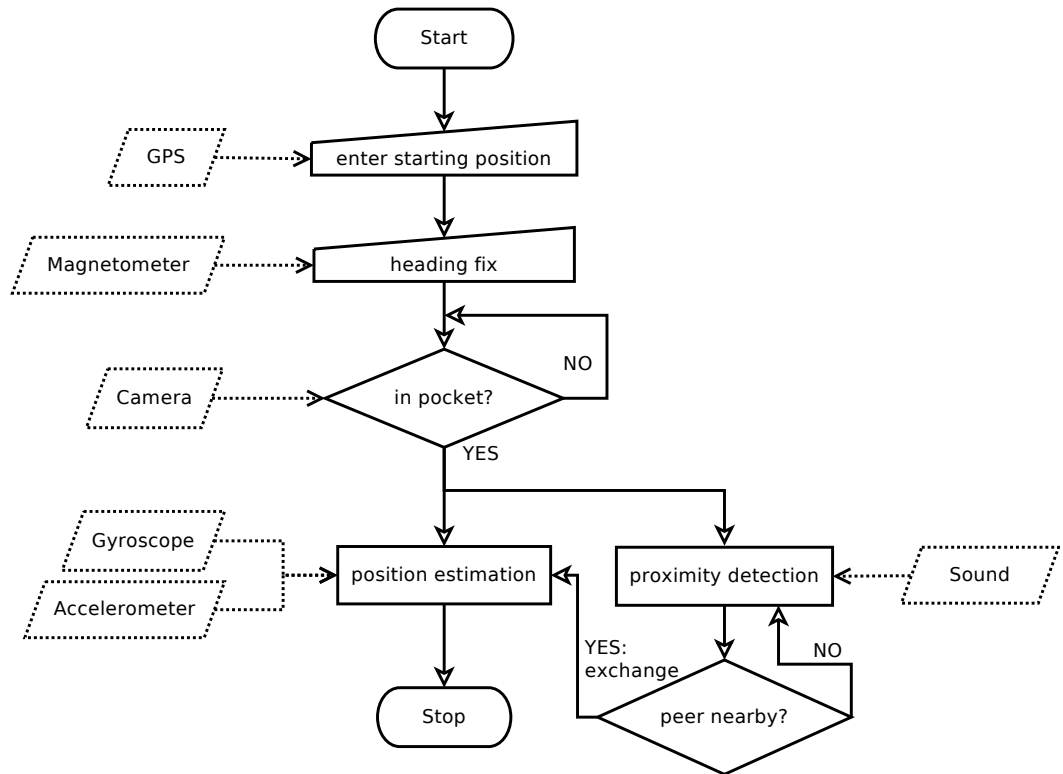 Start
GPS
enter starting position
Magnetometer
heading fix
NO
Camera
in pocket?
YES
Gyroscope
Accelerometer
position estimation
proximity detection
Sound
YES:
exchange
NO
Stop
peer nearby?